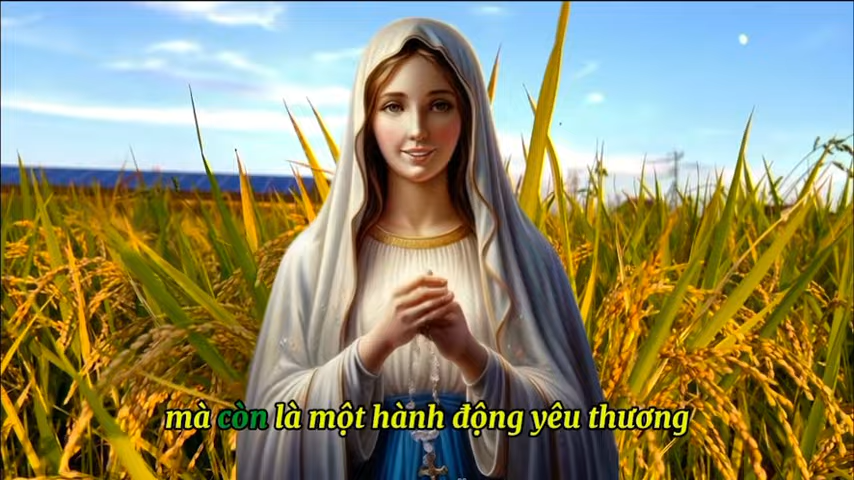 mà còn là một hành động yêu thương